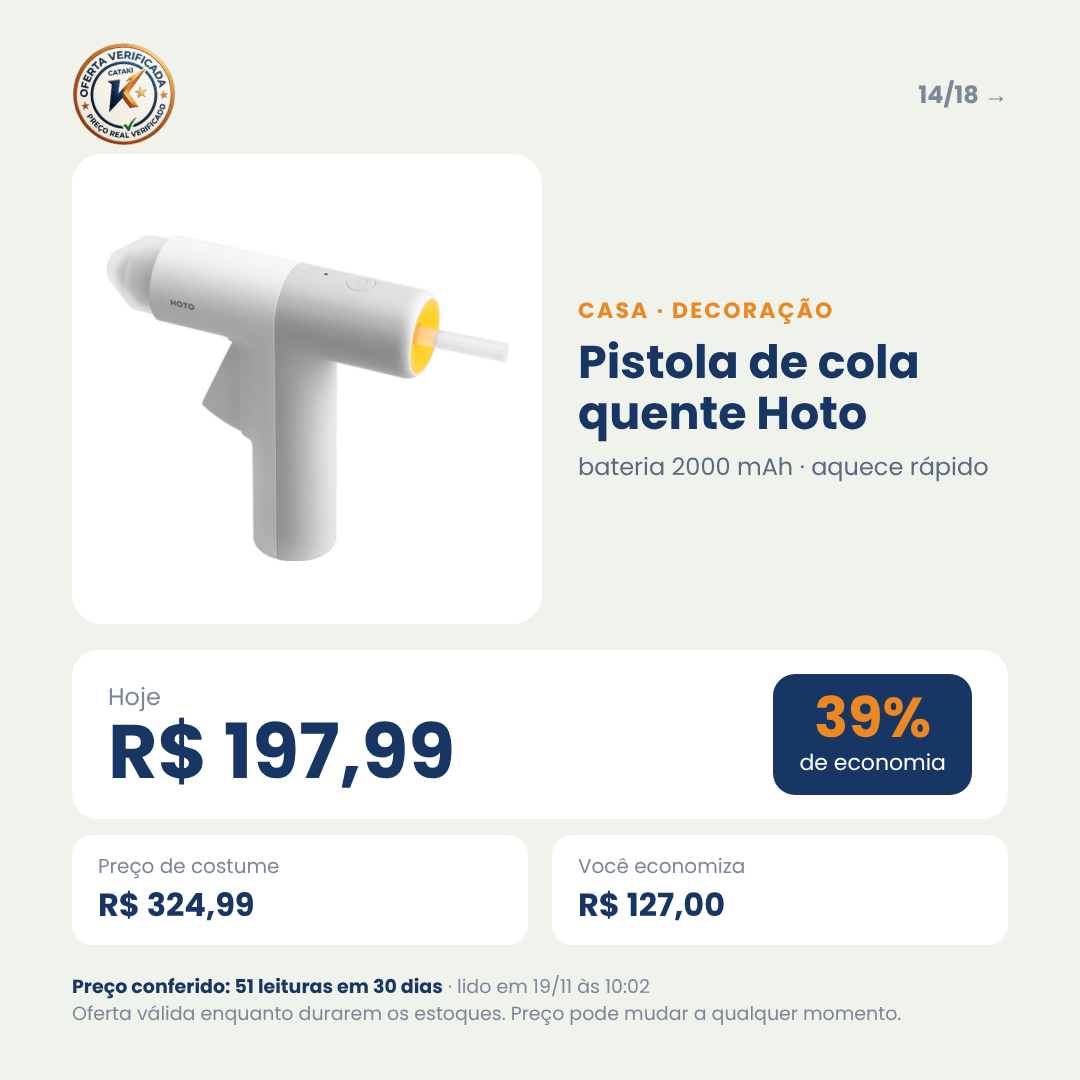 OFERTA VERIFICADA
CATAKI
K
PREÇO REAL VERIFICADO
14/18 →
HOTO
CASA · DECORAÇÃO
Pistola de cola
quente Hoto
bateria 2000 mAh · aquece rápido
Hoje
R$ 197,99
39%
de economia
Preço de costume
R$ 324,99
Você economiza
R$ 127,00
Preço conferido: 51 leituras em 30 dias · lido em 19/11 às 10:02
Oferta válida enquanto durarem os estoques. Preço pode mudar a qualquer momento.